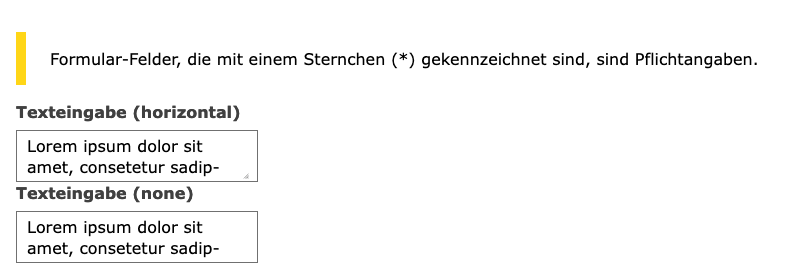 Formular-Felder, die mit einem Sternchen (*) gekennzeichnet sind, sind Pflichtangaben.
Texteingabe (horizontal)
Lorem ipsum dolor sit
amet, consetetur sadip-
Texteingabe (none)
Lorem ipsum dolor sit
amet, consetetur sadip-